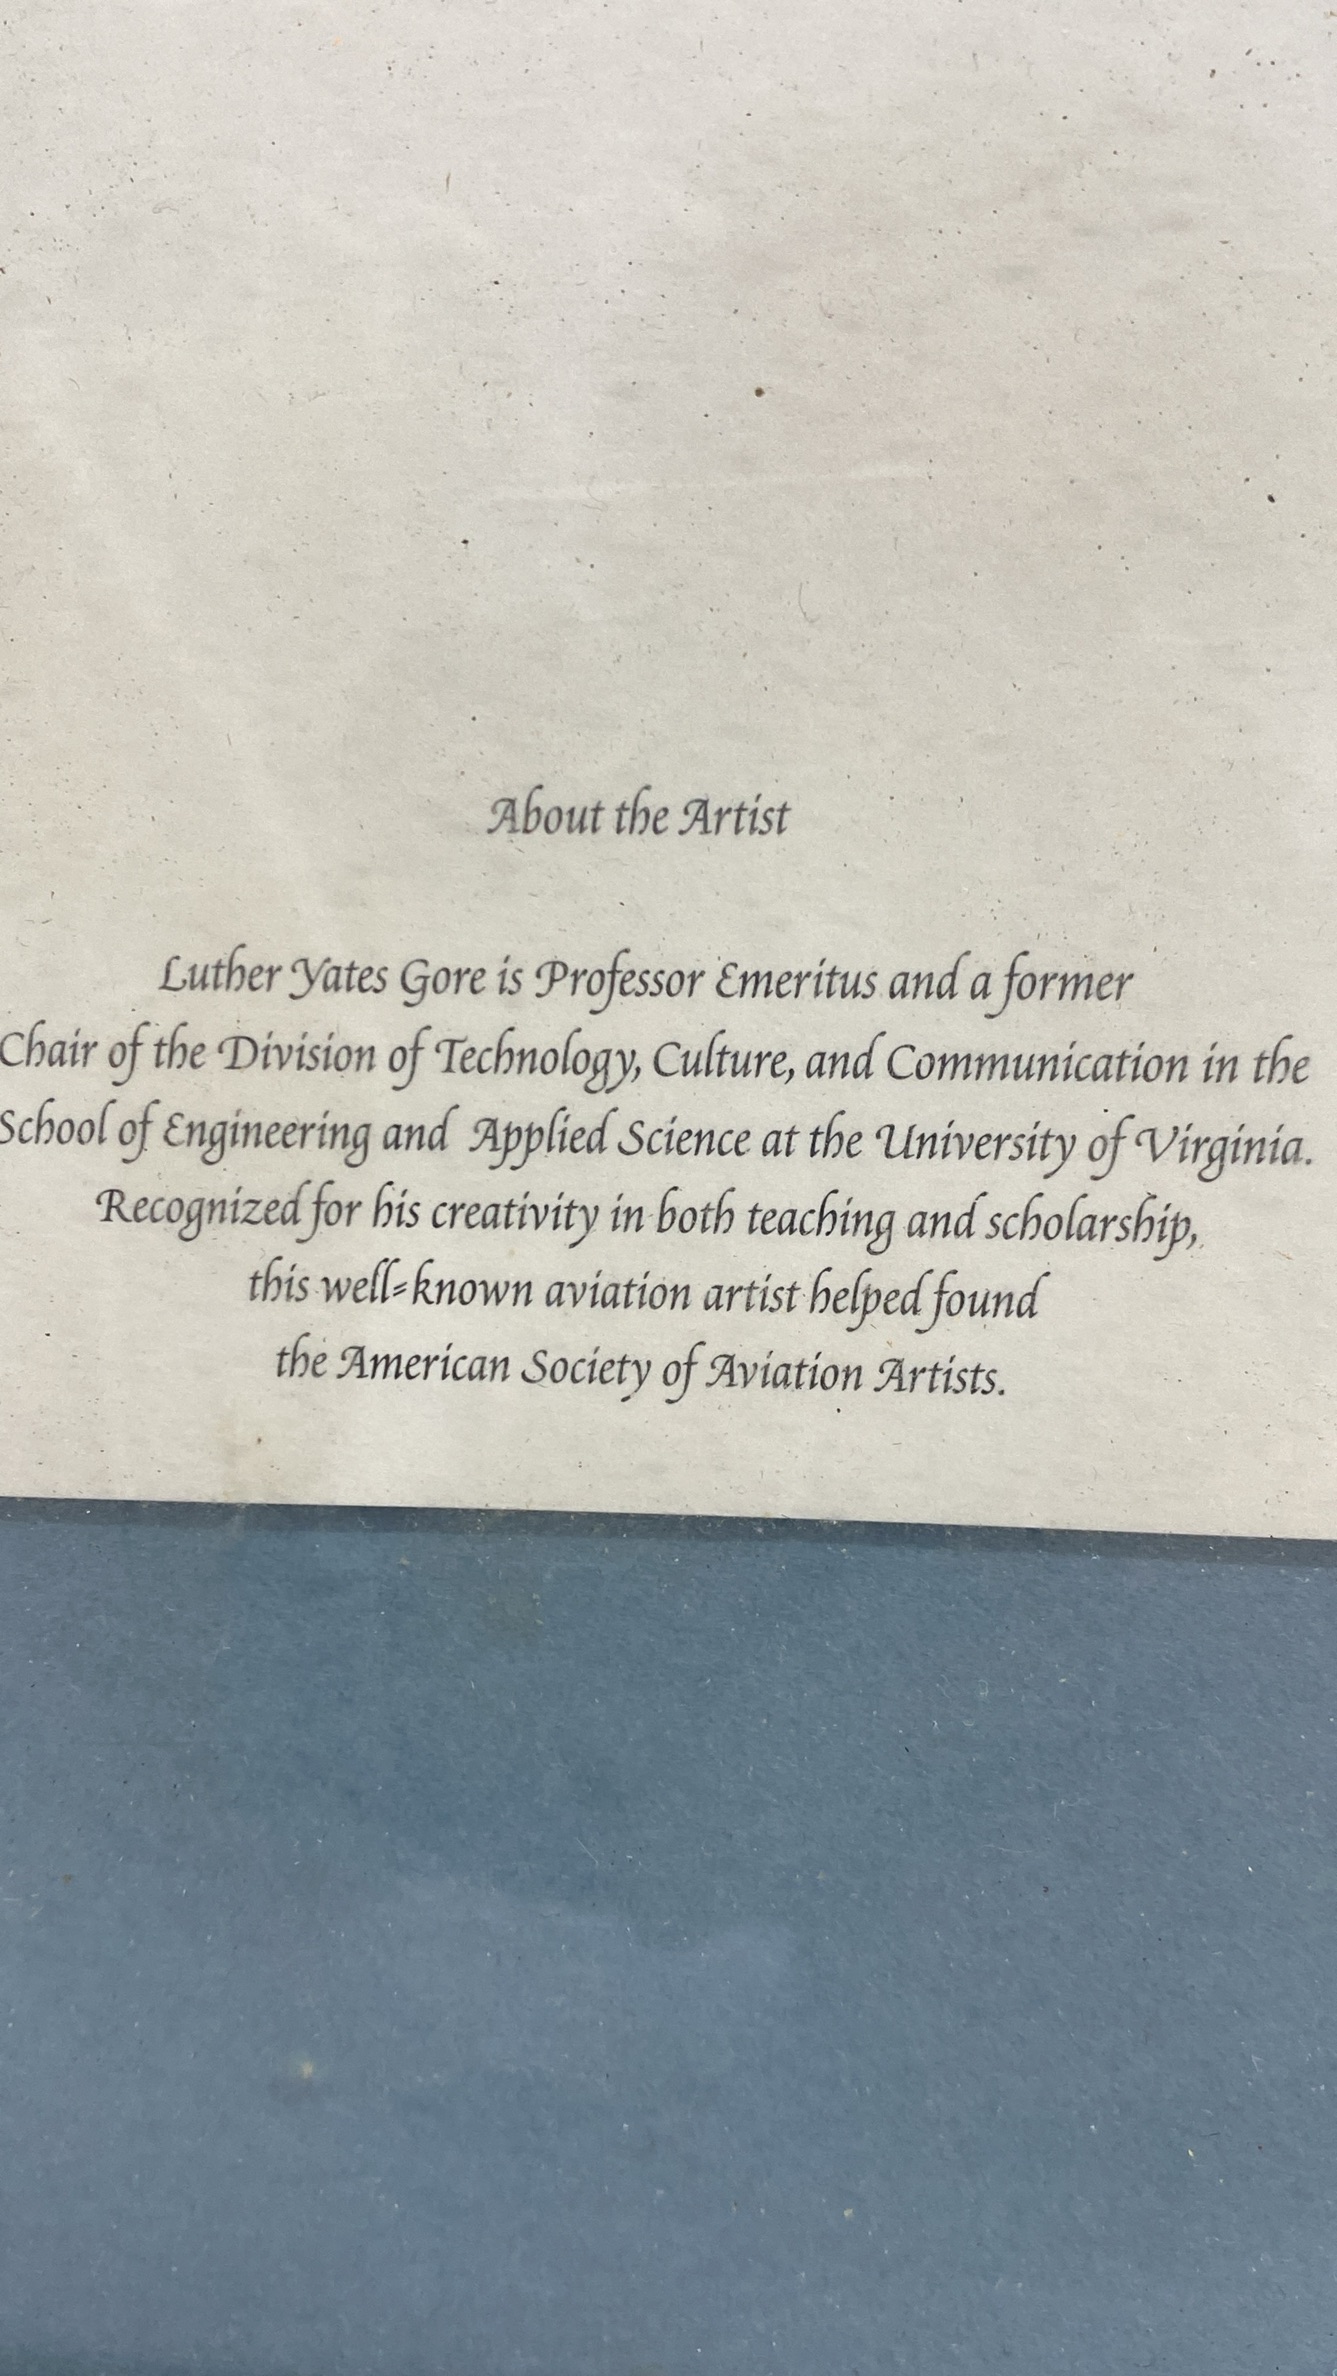 About the Artist
Luther Yates Gore is Professor Emeritus and a former
Chair of the Division of Technology, Culture, and Communication in the
School of Engineering and Applied Science at the University of Virginia.
Recognized for his creativity in both teaching and scholarship,
this well-known aviation artist helped found
the American Society of Aviation Artists.